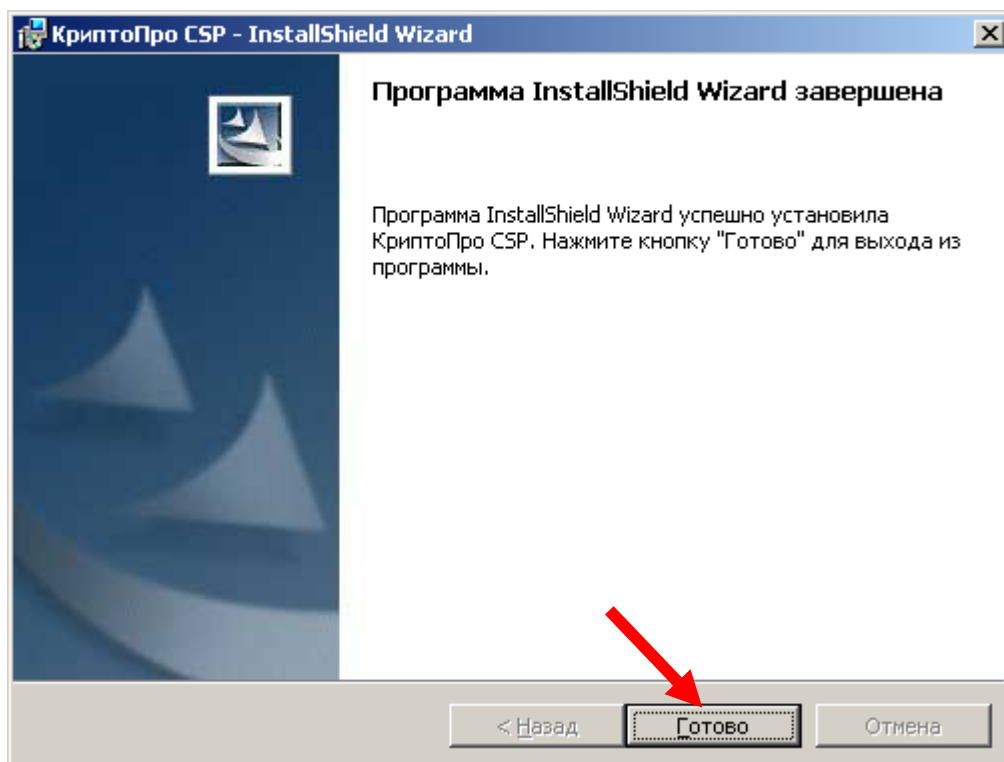 КриптоПро CSP - InstallShield Wizard
Программа InstallShield Wizard завершена
Программа InstallShield Wizard успешно установила
КриптоПро CSP. Нажмите кнопку "Готово" для выхода из
программы.
< Назад
Готово
Отмена